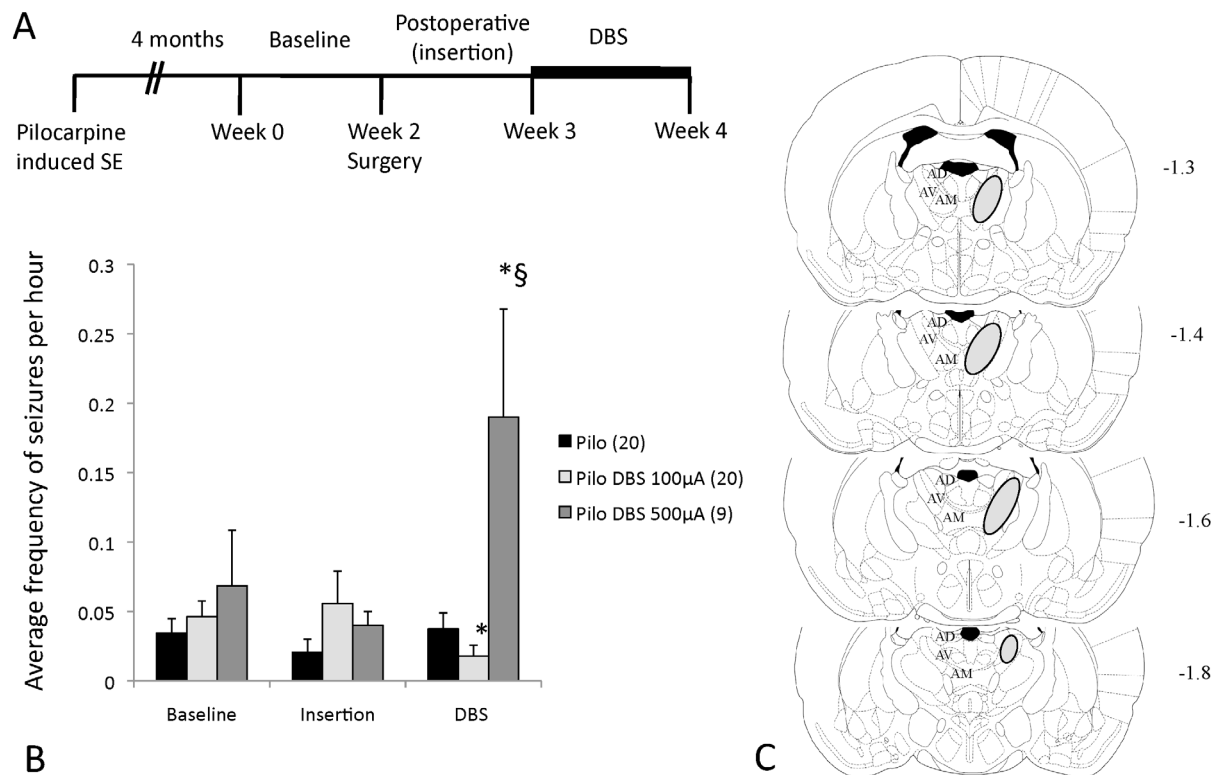 A
4 months
Baseline
Postoperative
(insertion)
DBS
Pilocarpine
induced SE
Week 0
Week 2
Surgery
Week 3
Week 4
Average frequency of seizures per hour
0.3
0.25
0.2
0.15
0.1
0.05
0
*§
*
Baseline
Insertion
DBS
Pilo (20)
Pilo DBS 100µA (20)
Pilo DBS 500µA (9)
B
AD
AV
AM
-1.3
AD
AV
AM
-1.4
AD
AV
AM
-1.6
AD
AV
AM
-1.8
C